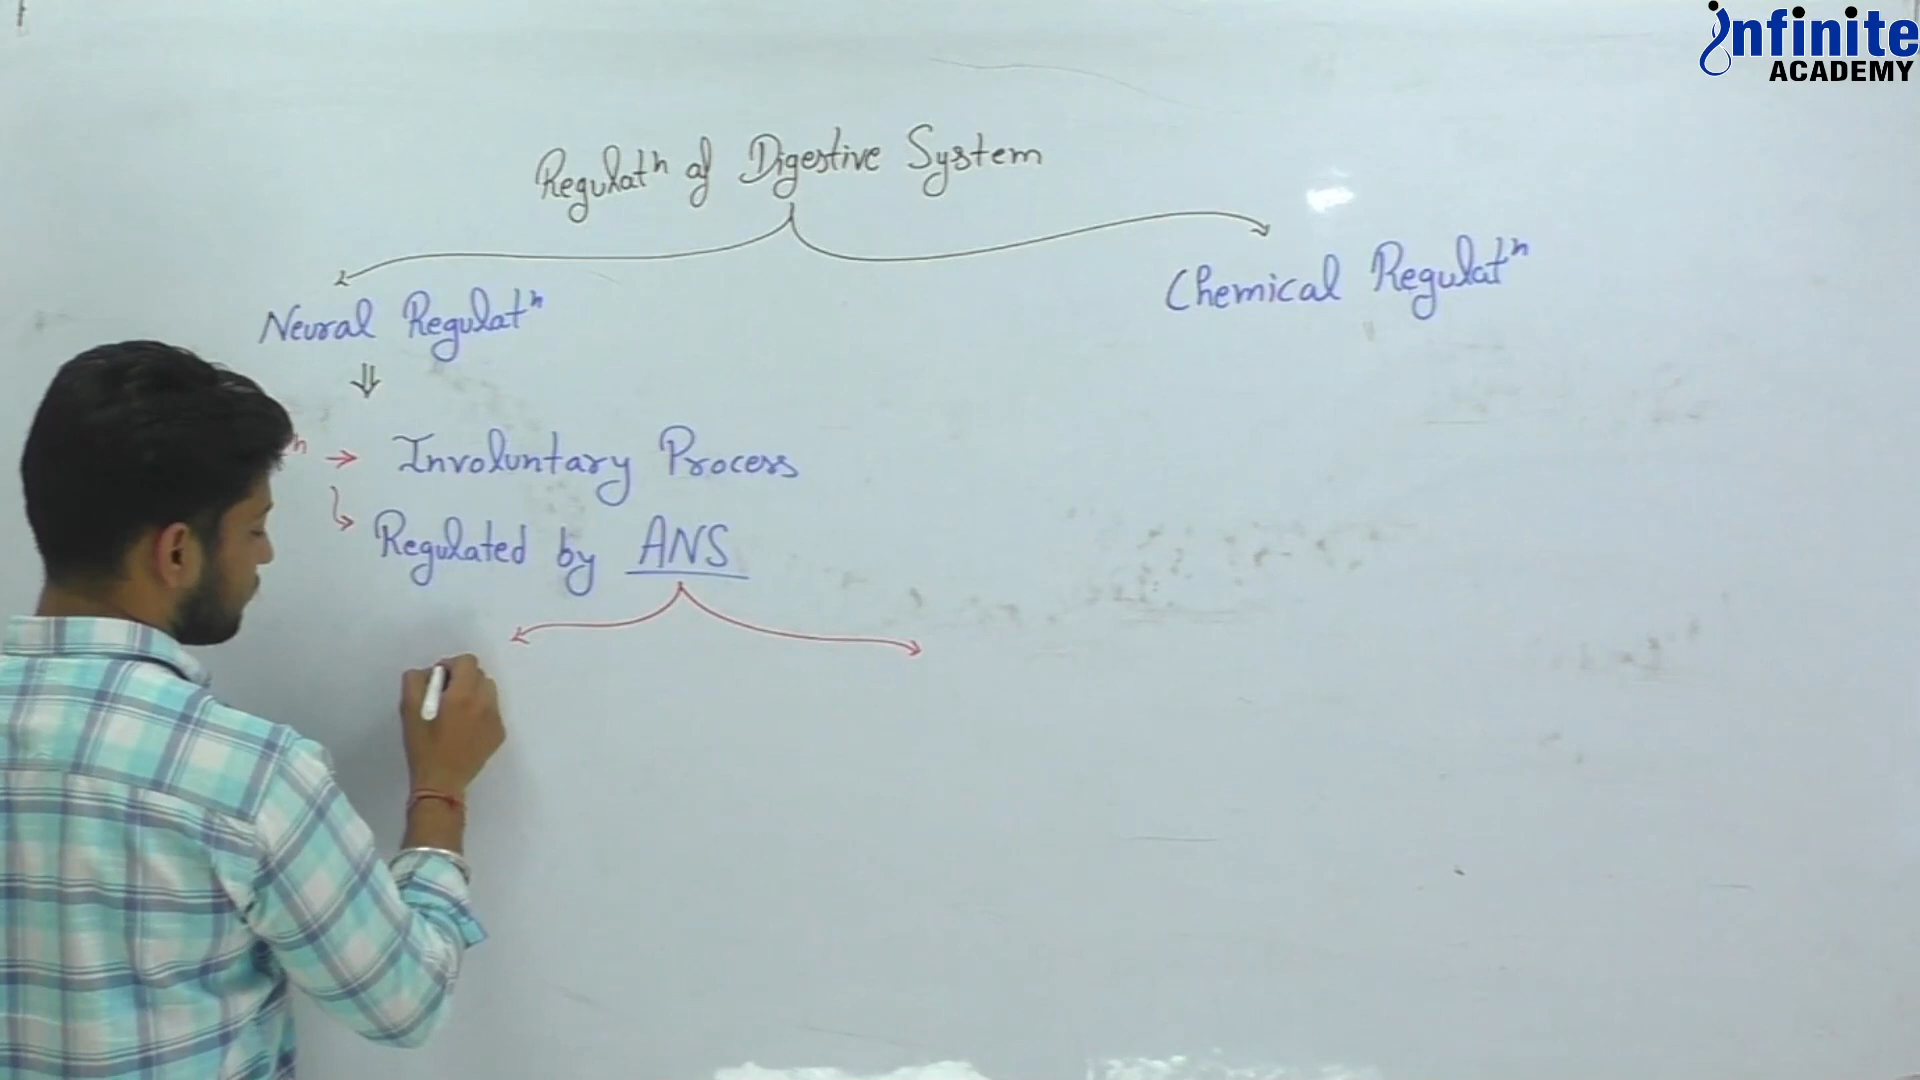 infinite
ACADEMY
Regulatⁿ of Digestive System
Neural Regulatⁿ
Chemical Regulatⁿ
ⁿ → Involuntary Process
Regulated by ANS